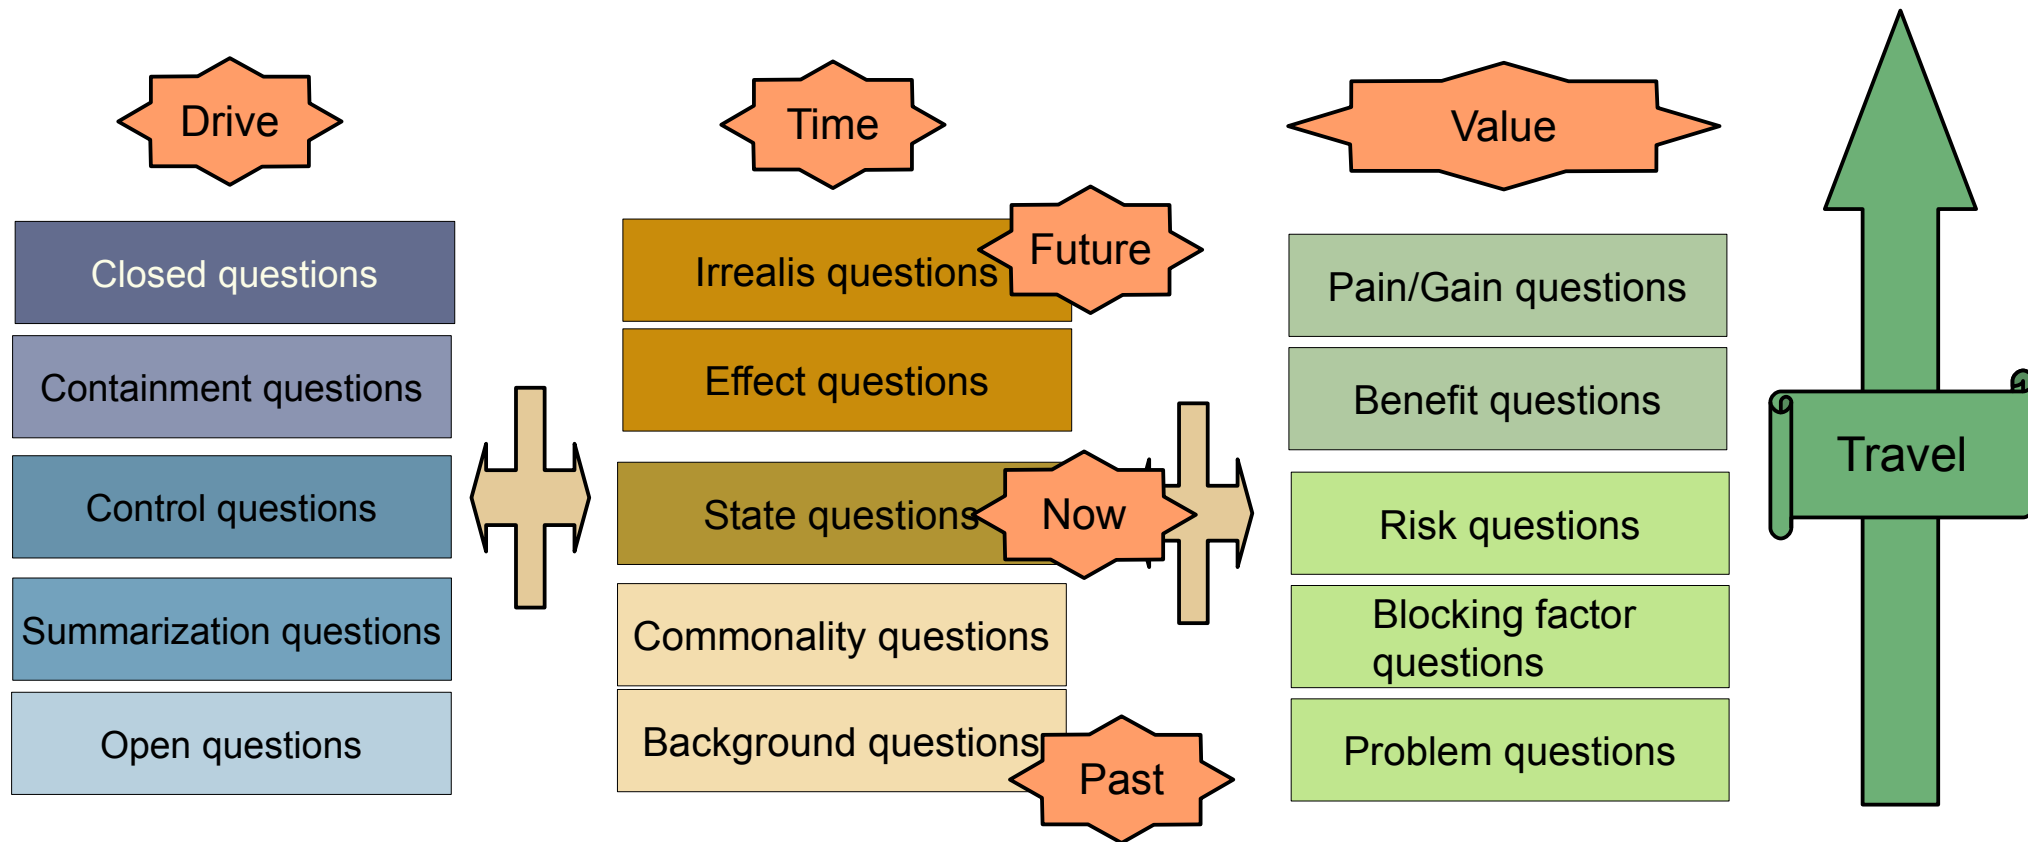 Drive
Closed questions
Containment questions
Control questions
Summarization questions
Open questions
Time
Future
Irrealis questions
Effect questions
State questions
Now
Commonality questions
Background questions
Past
Value
Pain/Gain questions
Benefit questions
Risk questions
Blocking factor
questions
Problem questions
Travel